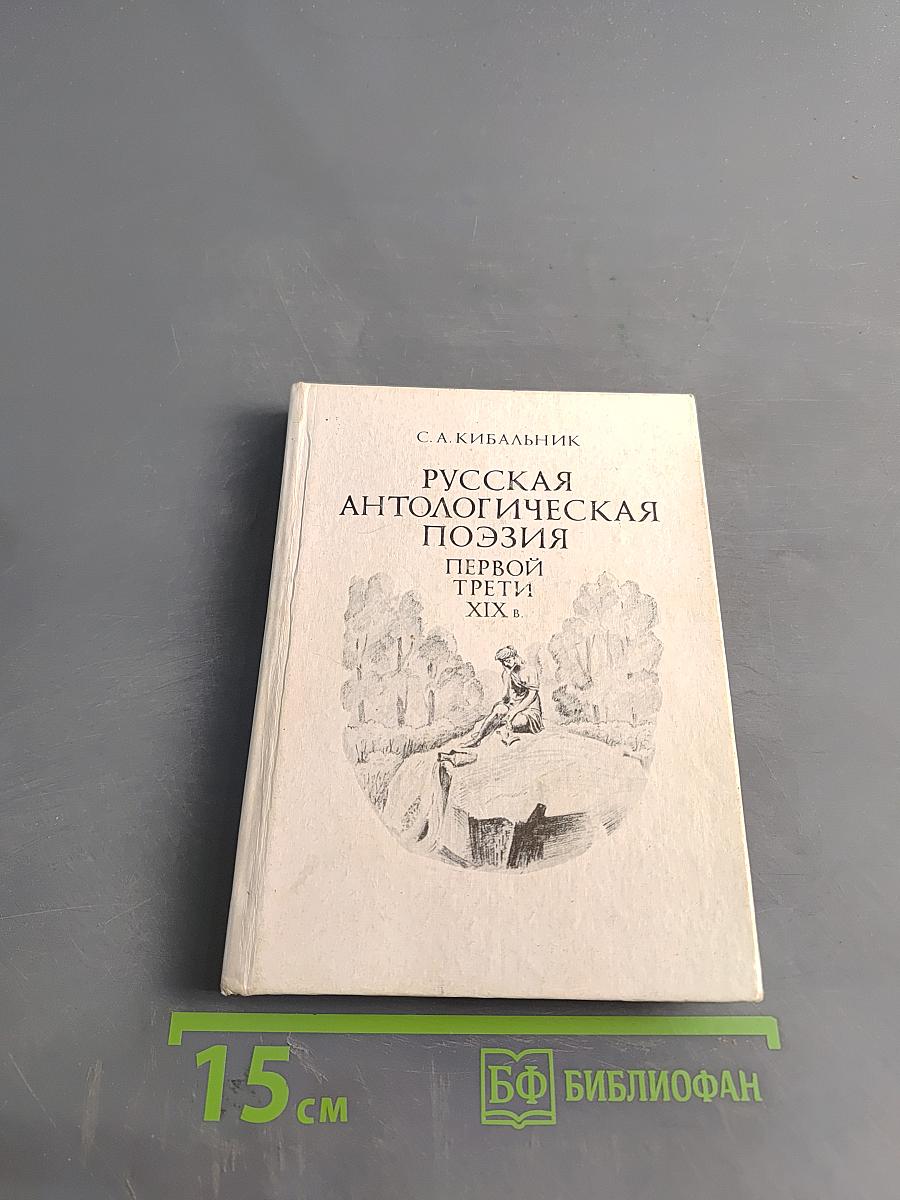 С. А. КИБАЛЬНИК
РУССКАЯ
АНТОЛОГИЧЕСКАЯ
ПОЭЗИЯ
ПЕРВОЙ
ТРЕТИ
XIX в.
15 см
БФ БИБЛИОФАН